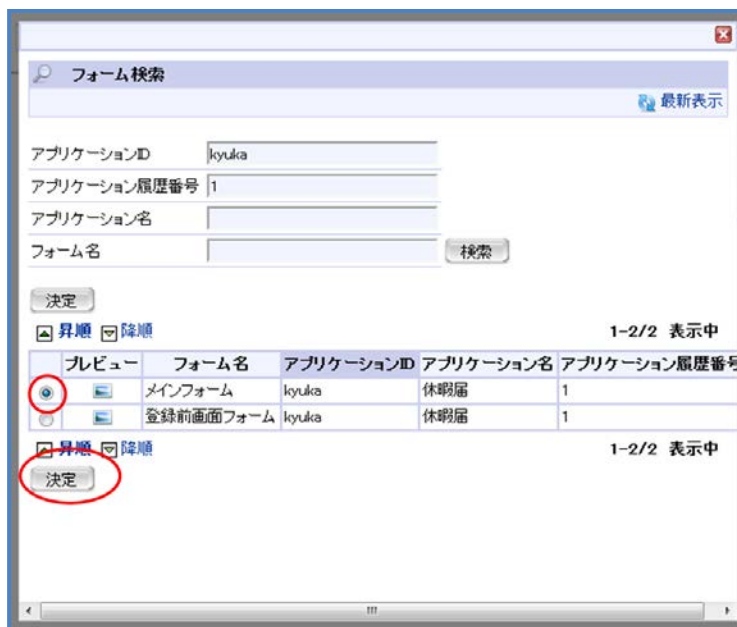 フォーム検索
最新表示
アプリケーションID kyuka
アプリケーション履歴番号 1
アプリケーション名
フォーム名 検索
決定
昇順 降順 1-2/2 表示中
プレビュー フォーム名 アプリケーションID アプリケーション名 アプリケーション履歴番号
メインフォーム kyuka 休暇届 1
登録前画面フォーム kyuka 休暇届 1
昇順 降順 1-2/2 表示中
決定